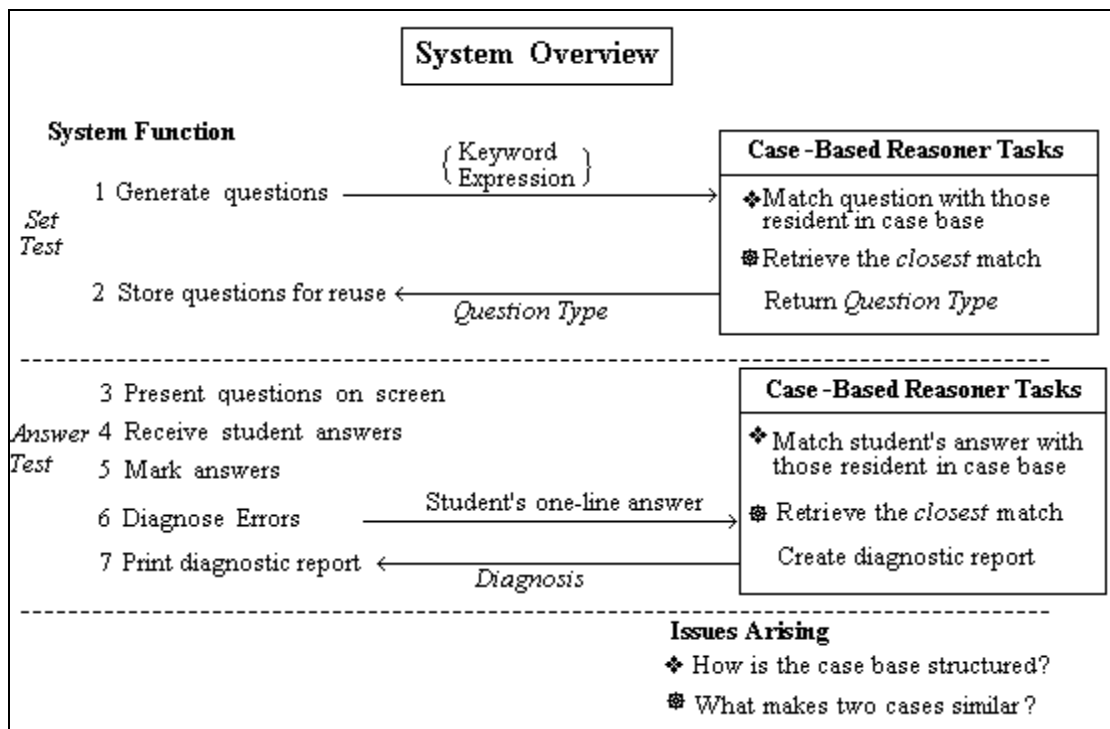 System Overview
System Function
{ Keyword
Expression }
1 Generate questions
Set
Test
2 Store questions for reuse
Question Type
Case-Based Reasoner Tasks
❖ Match question with those
resident in case base
❁ Retrieve the closest match
Return Question Type
3 Present questions on screen
Answer
Test
4 Receive student answers
5 Mark answers
6 Diagnose Errors
Student's one-line answer
7 Print diagnostic report
Diagnosis
Case-Based Reasoner Tasks
❖ Match student's answer with
those resident in case base
❁ Retrieve the closest match
Create diagnostic report
Issues Arising
❖ How is the case base structured?
❁ What makes two cases similar?